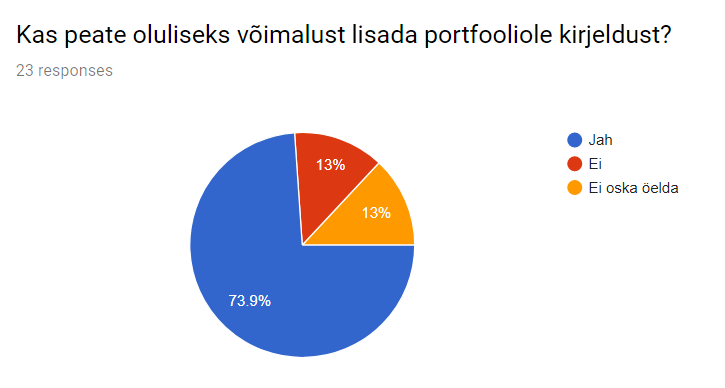 Kas peate oluliseks võimalust lisada portfooliole kirjeldust?
23 responses
Jah
Ei
Ei oska öelda
13%
13%
73.9%